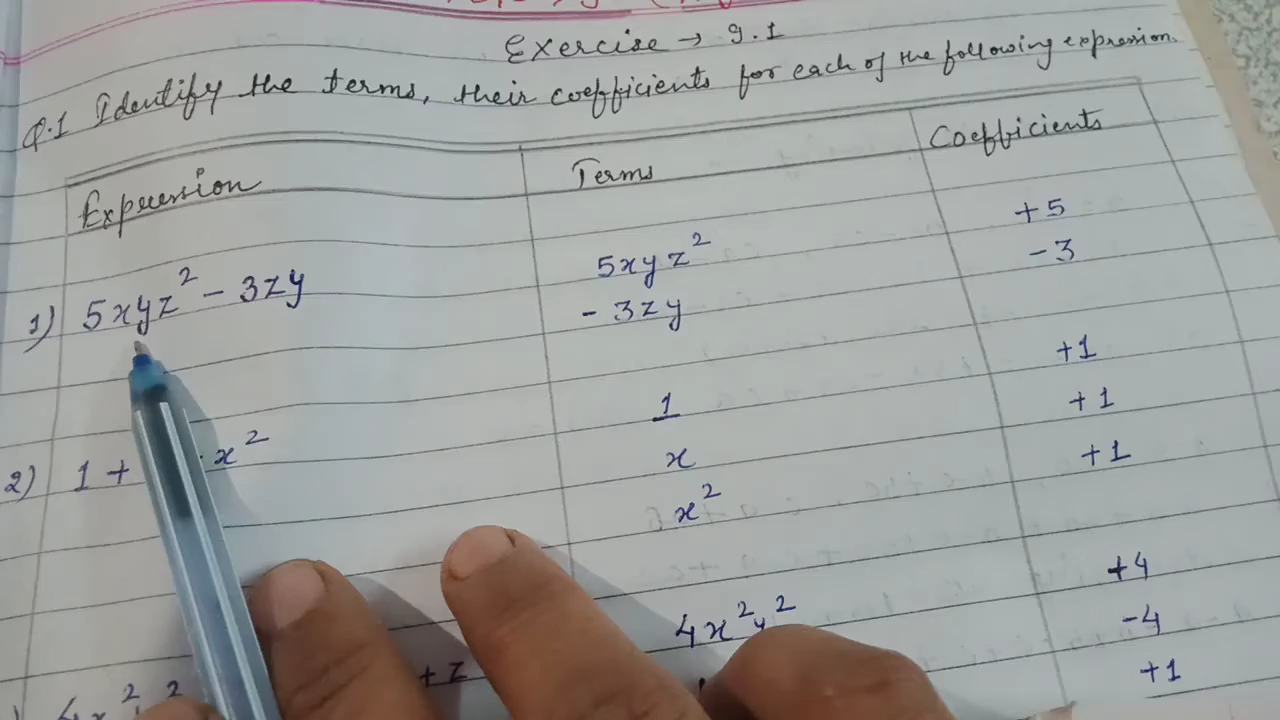 Exercise → 9.1
Q.1 Identify the terms, their coefficients for each of the following expression.
Expression Terms Coefficients
1) 5xyz² - 3zy 5xyz² +5
- 3zy -3
2) 1 + x² 1 +1
x +1
x² +1
4x² + z 4x²y² +4
-4
+1